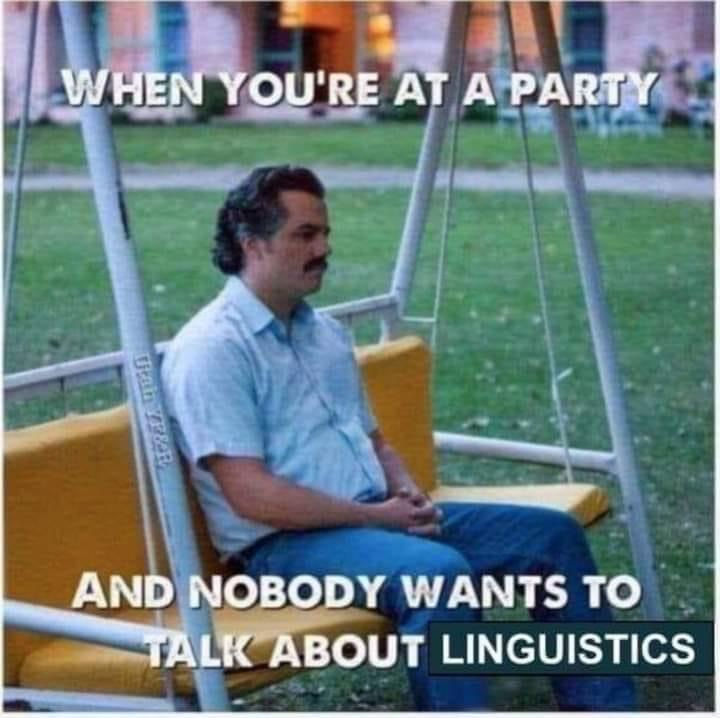 WHEN YOU'RE AT A PARTY
AND NOBODY WANTS TO
TALK ABOUT LINGUISTICS